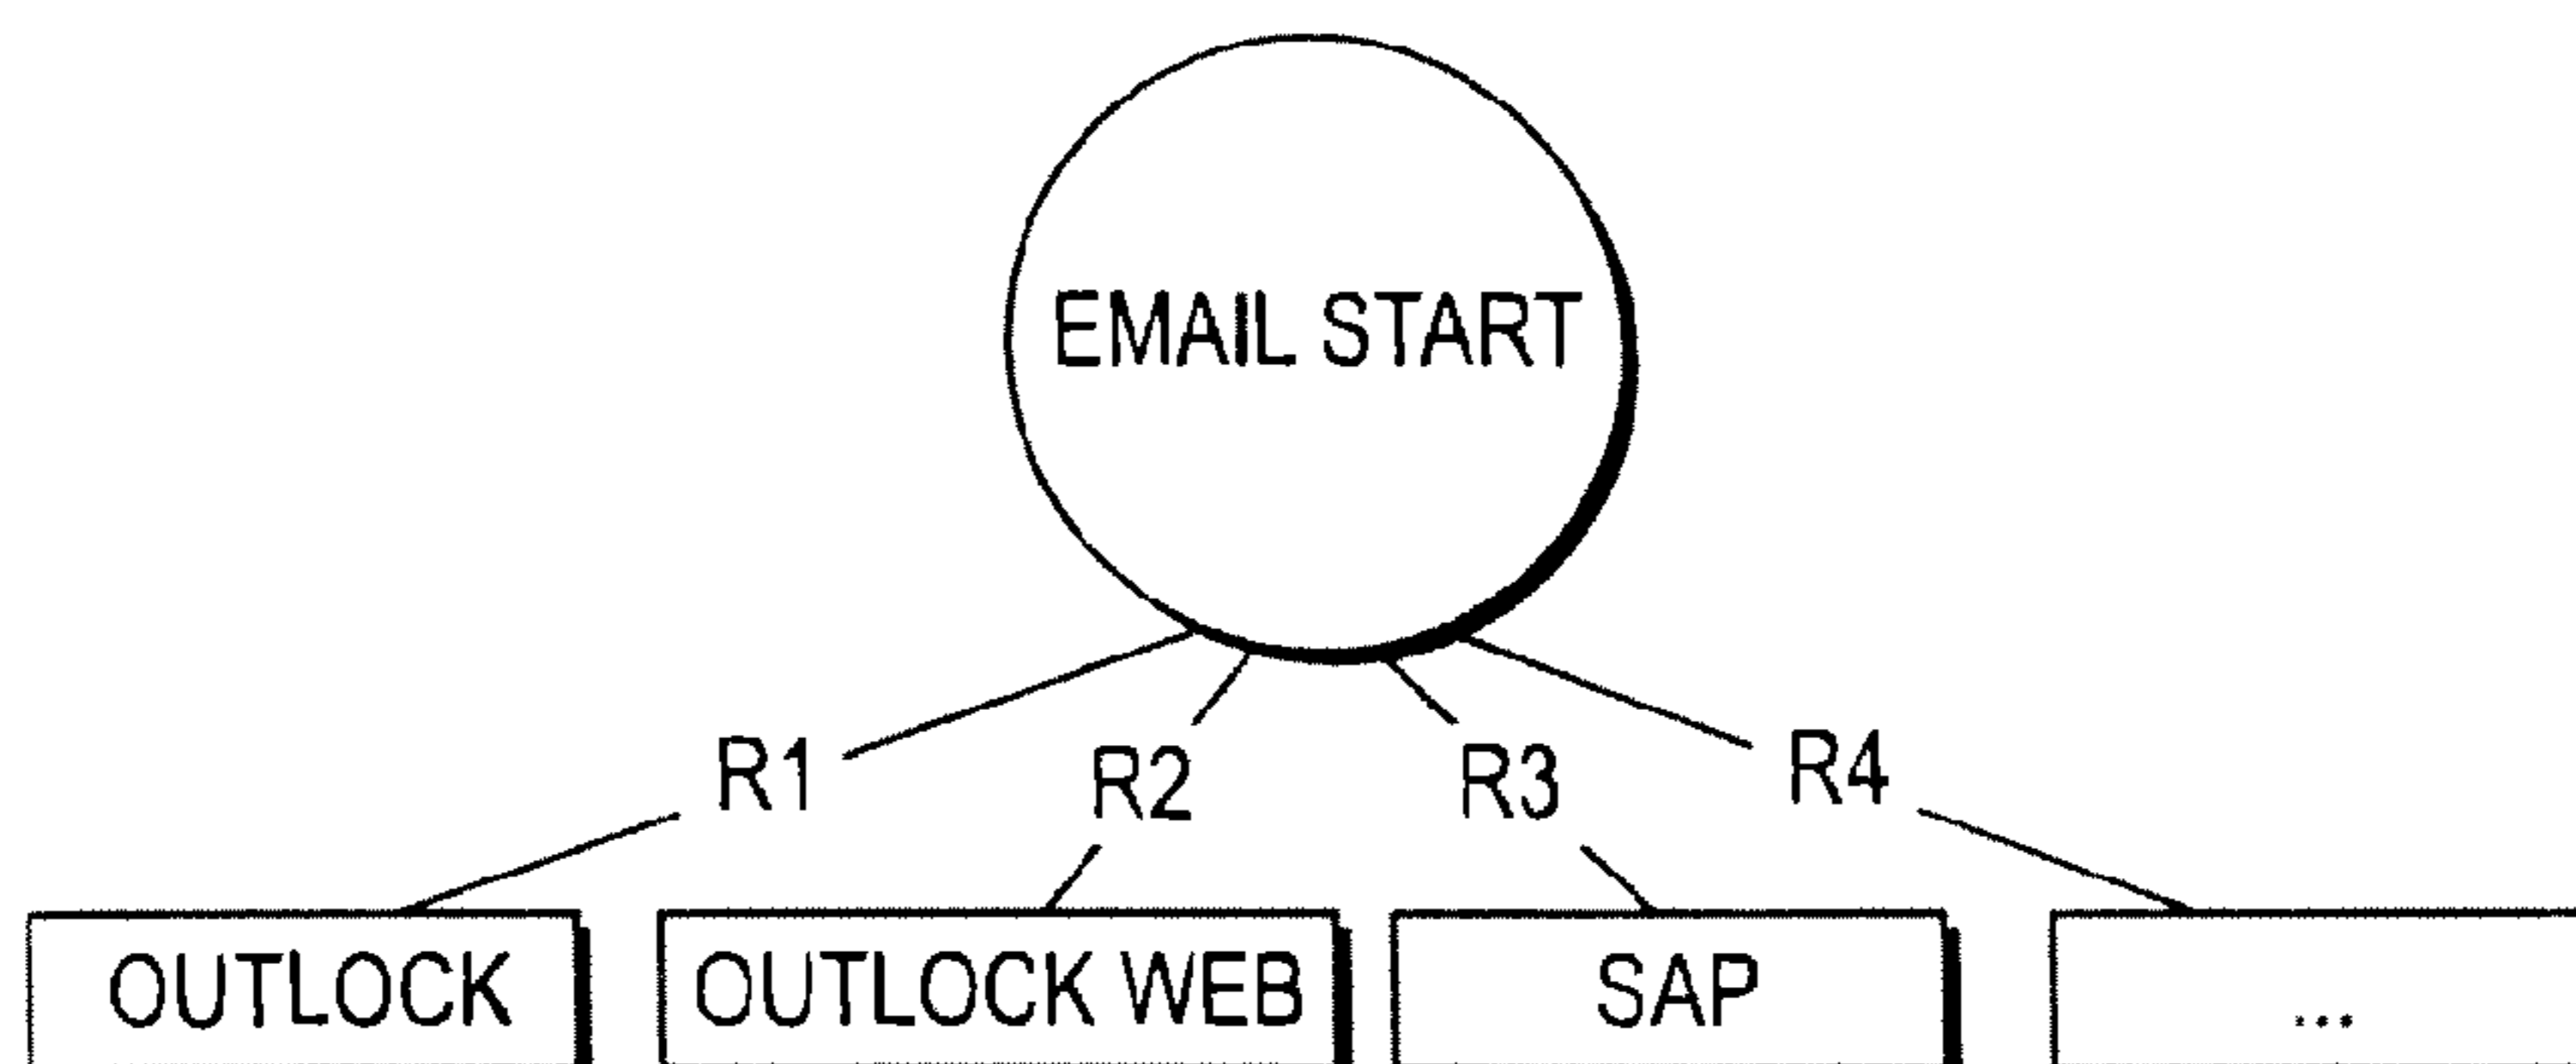 EMAIL START
R1
R2
R3
R4
OUTLOCK
OUTLOCK WEB
SAP
...